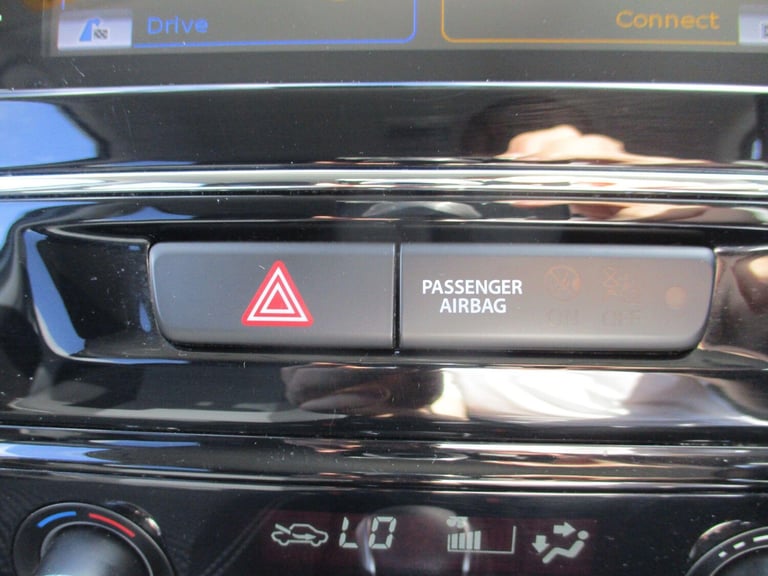 Drive
Connect
PASSENGER
AIRBAG
ON OFF
LO